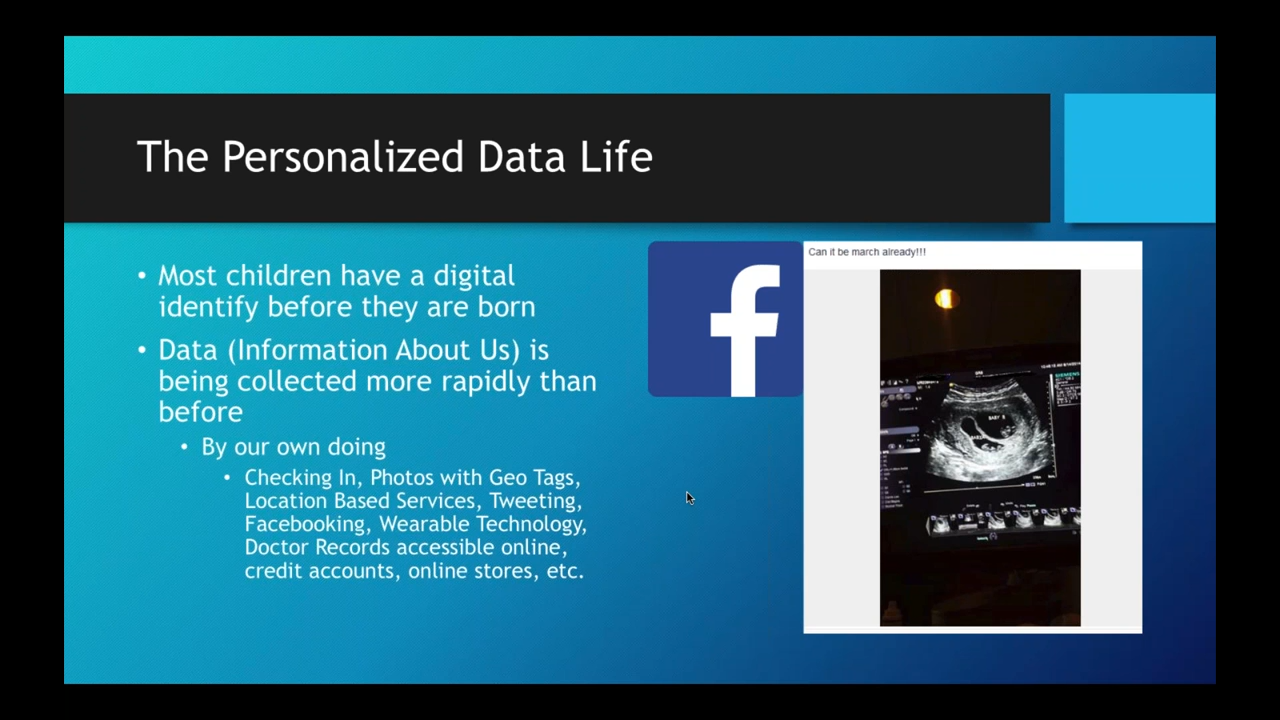 The Personalized Data Life
• Most children have a digital
identify before they are born
• Data (Information About Us) is
being collected more rapidly than
before
• By our own doing
• Checking In, Photos with Geo Tags,
Location Based Services, Tweeting,
Facebooking, Wearable Technology,
Doctor Records accessible online,
credit accounts, online stores, etc.
f
Can it be march already!!!
SIEMENS
BABY B